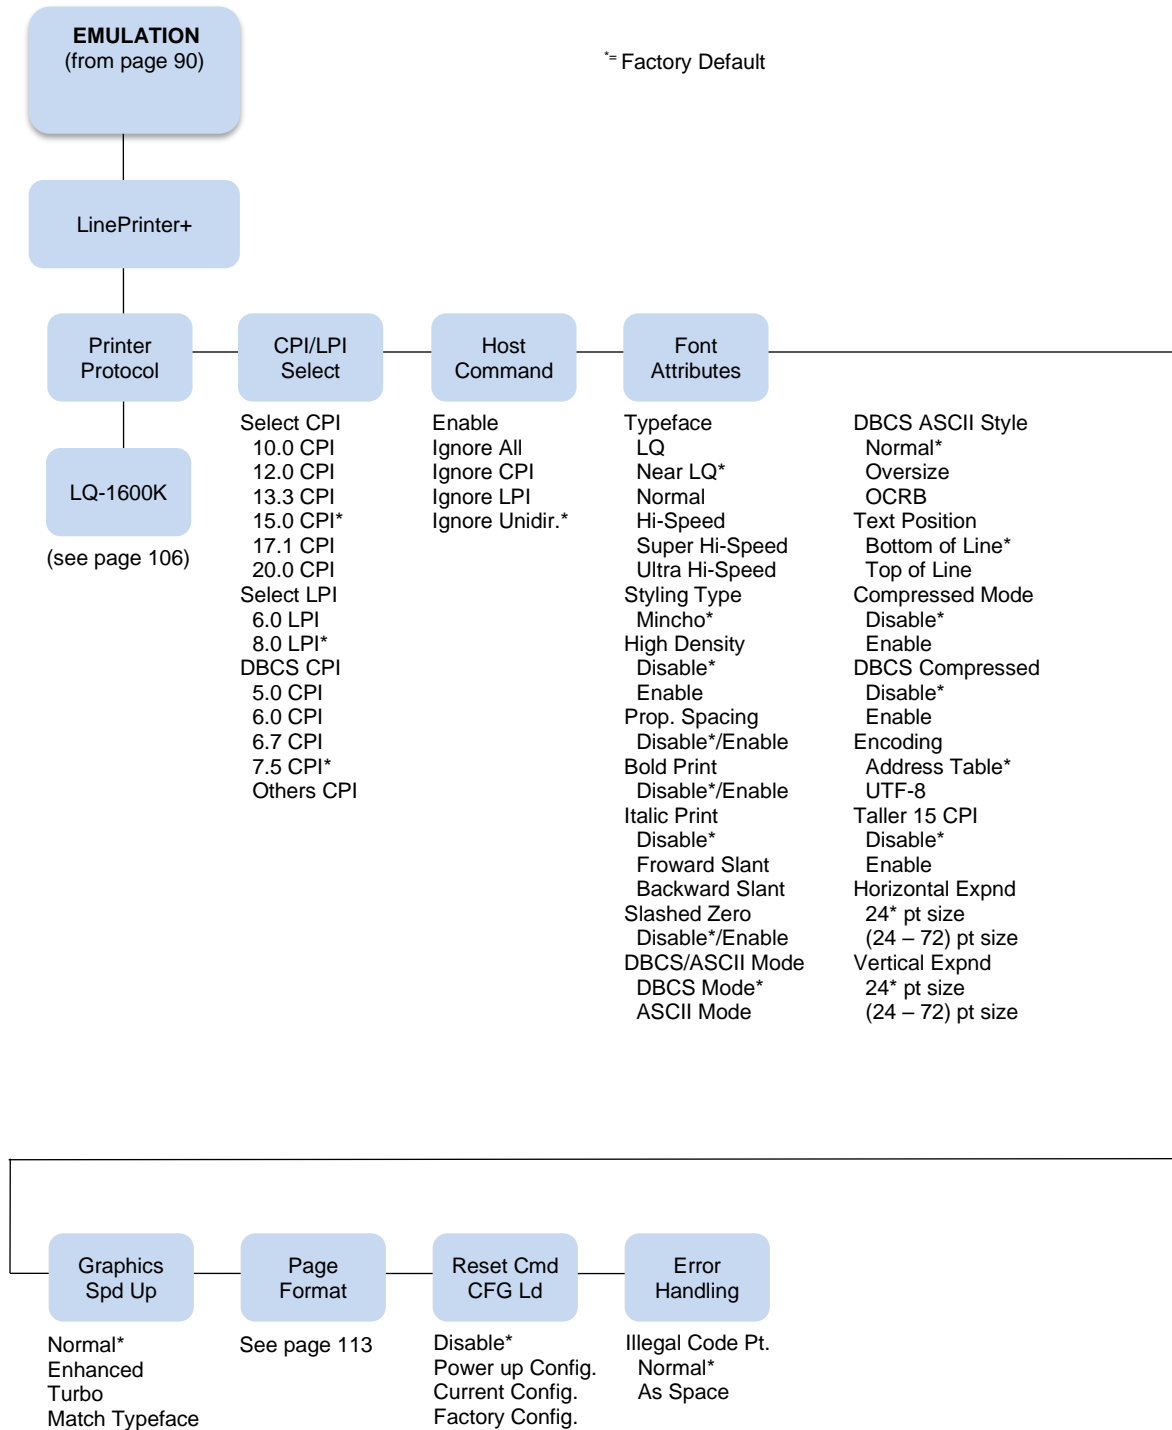 EMULATION
(from page 90)
*= Factory Default
LinePrinter+
Printer
Protocol
CPI/LPI
Select
Host
Command
Font
Attributes
LQ-1600K
(see page 106)
Select CPI
10.0 CPI
12.0 CPI
13.3 CPI
15.0 CPI*
17.1 CPI
20.0 CPI
Select LPI
6.0 LPI
8.0 LPI*
DBCS CPI
5.0 CPI
6.0 CPI
6.7 CPI
7.5 CPI*
Others CPI
Enable
Ignore All
Ignore CPI
Ignore LPI
Ignore Unidir.*
Typeface
LQ
Near LQ*
Normal
Hi-Speed
Super Hi-Speed
Ultra Hi-Speed
Styling Type
Mincho*
High Density
Disable*
Enable
Prop. Spacing
Disable*/Enable
Bold Print
Disable*/Enable
Italic Print
Disable*
Froward Slant
Backward Slant
Slashed Zero
Disable*/Enable
DBCS/ASCII Mode
DBCS Mode*
ASCII Mode
DBCS ASCII Style
Normal*
Oversize
OCRB
Text Position
Bottom of Line*
Top of Line
Compressed Mode
Disable*
Enable
DBCS Compressed
Disable*
Enable
Encoding
Address Table*
UTF-8
Taller 15 CPI
Disable*
Enable
Horizontal Expnd
24* pt size
(24 – 72) pt size
Vertical Expnd
24* pt size
(24 – 72) pt size
Graphics
Spd Up
Page
Format
Reset Cmd
CFG Ld
Error
Handling
Normal*
Enhanced
Turbo
Match Typeface
See page 113
Disable*
Power up Config.
Current Config.
Factory Config.
Illegal Code Pt.
Normal*
As Space